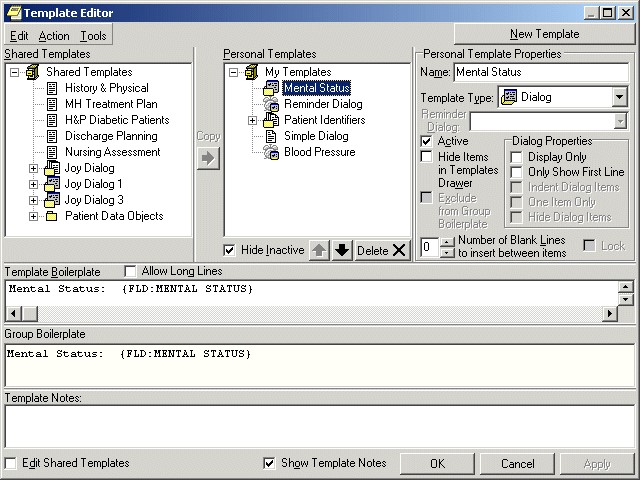 Template Editor
Edit Action Tools
New Template
Shared Templates
Shared Templates
History & Physical
MH Treatment Plan
H&P Diabetic Patients
Discharge Planning
Nursing Assessment
Joy Dialog
Joy Dialog 1
Joy Dialog 3
Patient Data Objects
Copy
Personal Templates
My Templates
Mental Status
Reminder Dialog
Patient Identifiers
Simple Dialog
Blood Pressure
Hide Inactive
Delete
Personal Template Properties
Name: Mental Status
Template Type: Dialog
Reminder
Dialog:
Active
Hide Items
in Templates
Drawer
Exclude
from Group
Boilerplate
Dialog Properties
Display Only
Only Show First Line
Indent Dialog Items
One Item Only
Hide Dialog Items
0 Number of Blank Lines
to insert between items
Lock
Template Boilerplate Allow Long Lines
Mental Status: {FLD:MENTAL STATUS}
Group Boilerplate
Mental Status: {FLD:MENTAL STATUS}
Template Notes:
Edit Shared Templates
Show Template Notes
OK
Cancel
Apply